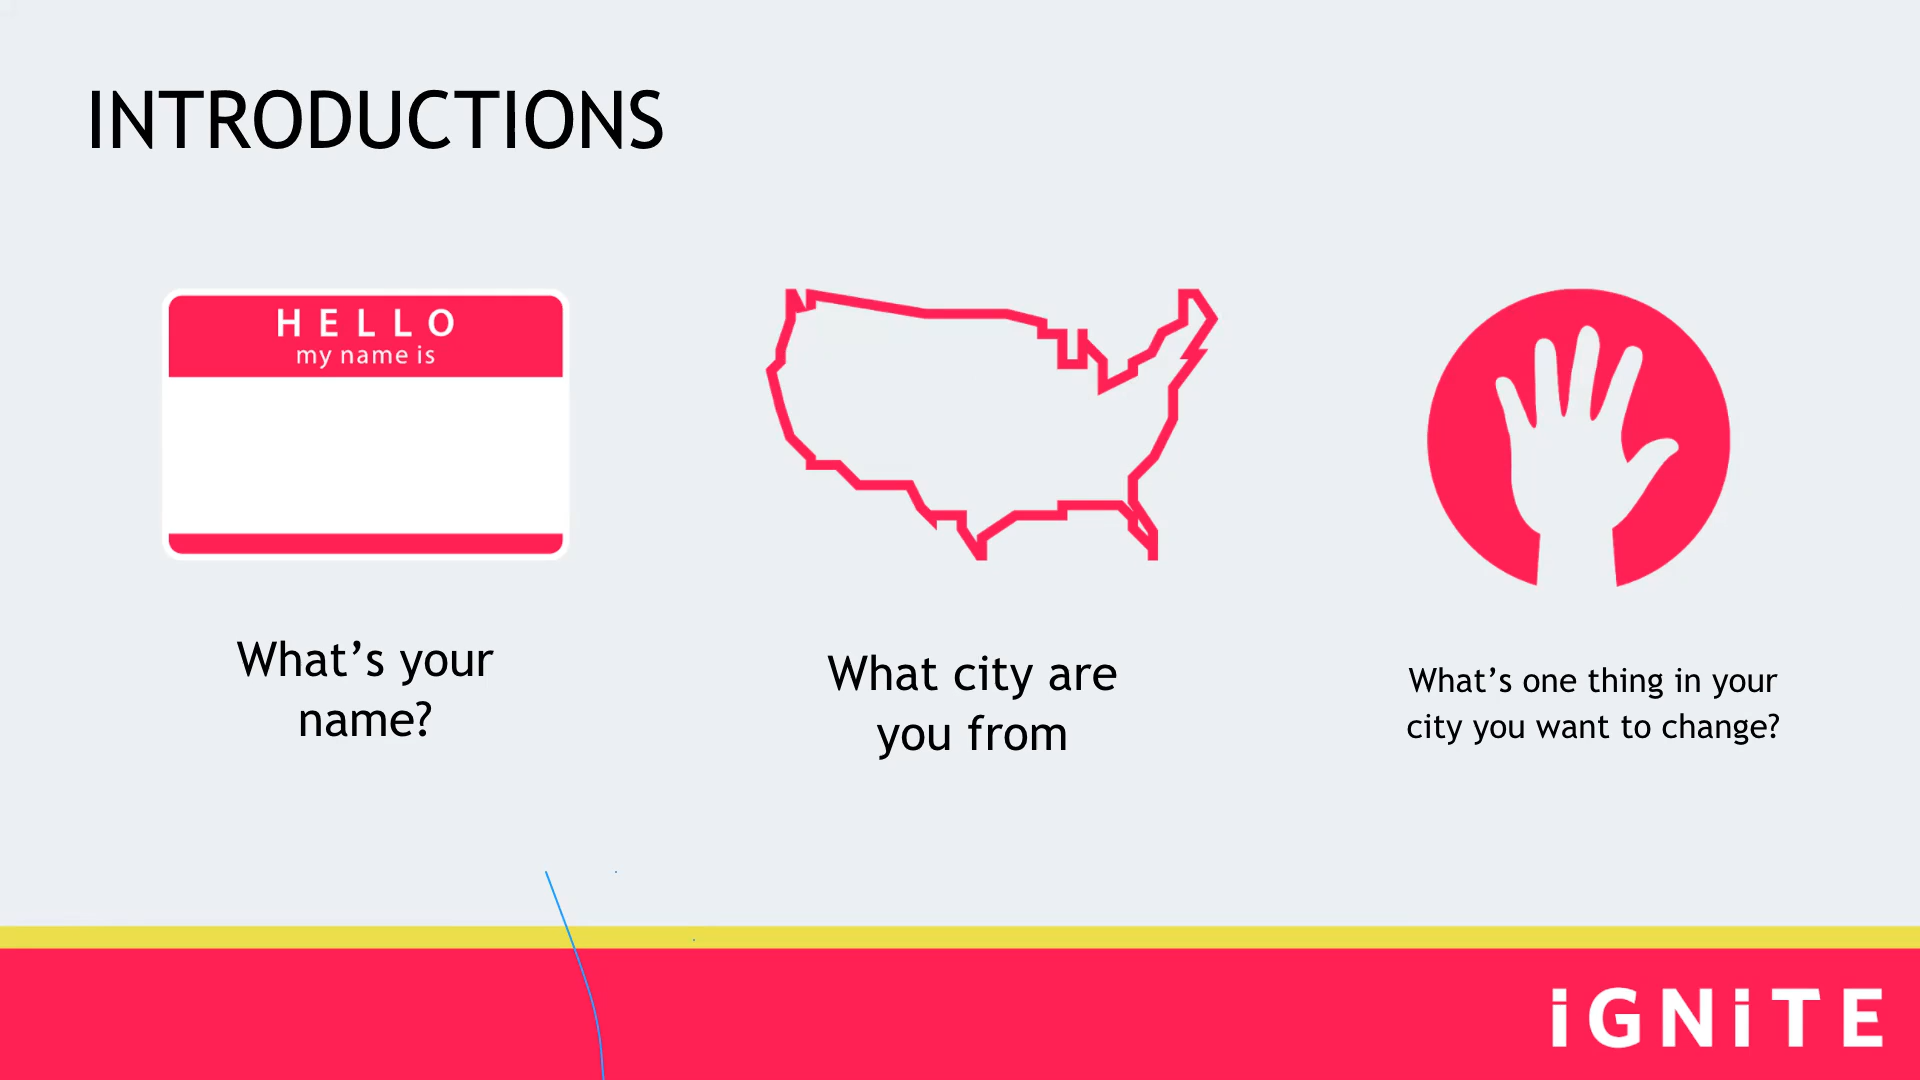 INTRODUCTIONS
HELLO
my name is
What’s your
name?
What city are
you from
What’s one thing in your
city you want to change?
iGNiTE